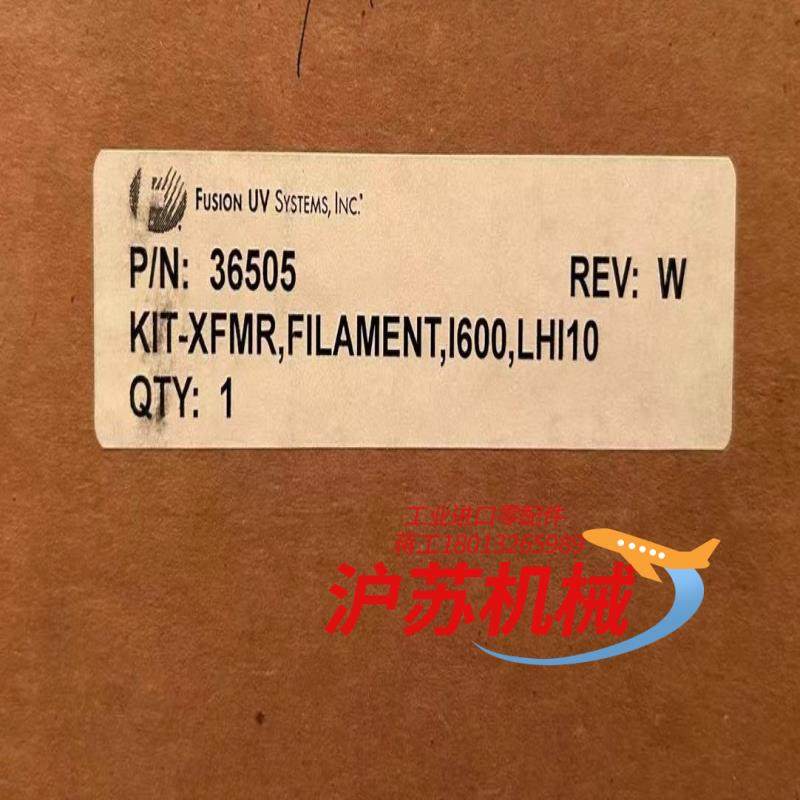 FUSION UV SYSTEMS, INC.
P/N: 36505
REV: W
KIT-XFMR,FILAMENT,I600,LHI10
QTY: 1
工业进口零配件
蒋工18013265989
沪苏机械